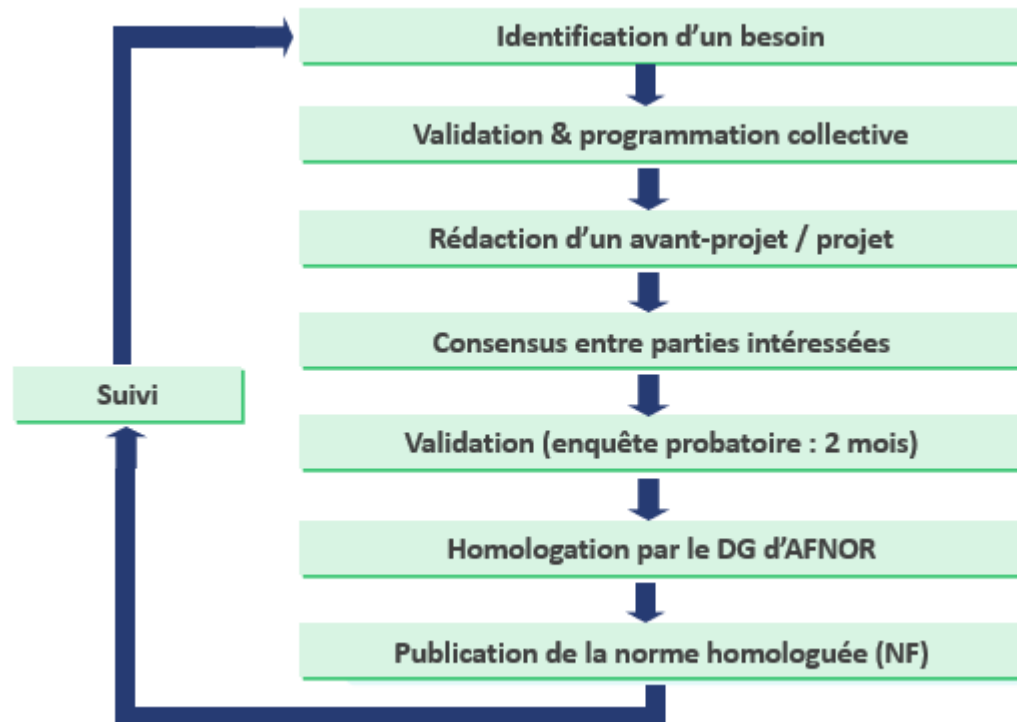 Identification d’un besoin
Validation & programmation collective
Rédaction d’un avant-projet / projet
Consensus entre parties intéressées
Suivi
Validation (enquête probatoire : 2 mois)
Homologation par le DG d’AFNOR
Publication de la norme homologuée (NF)